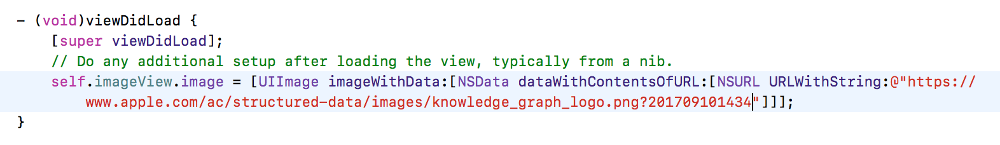 - (void)viewDidLoad {
[super viewDidLoad];
// Do any additional setup after loading the view, typically from a nib.
self.imageView.image = [UIImage imageWithData:[NSData dataWithContentsOfURL:[NSURL URLWithString:@"https://
www.apple.com/ac/structured-data/images/knowledge_graph_logo.png?201709101434"]]];
}